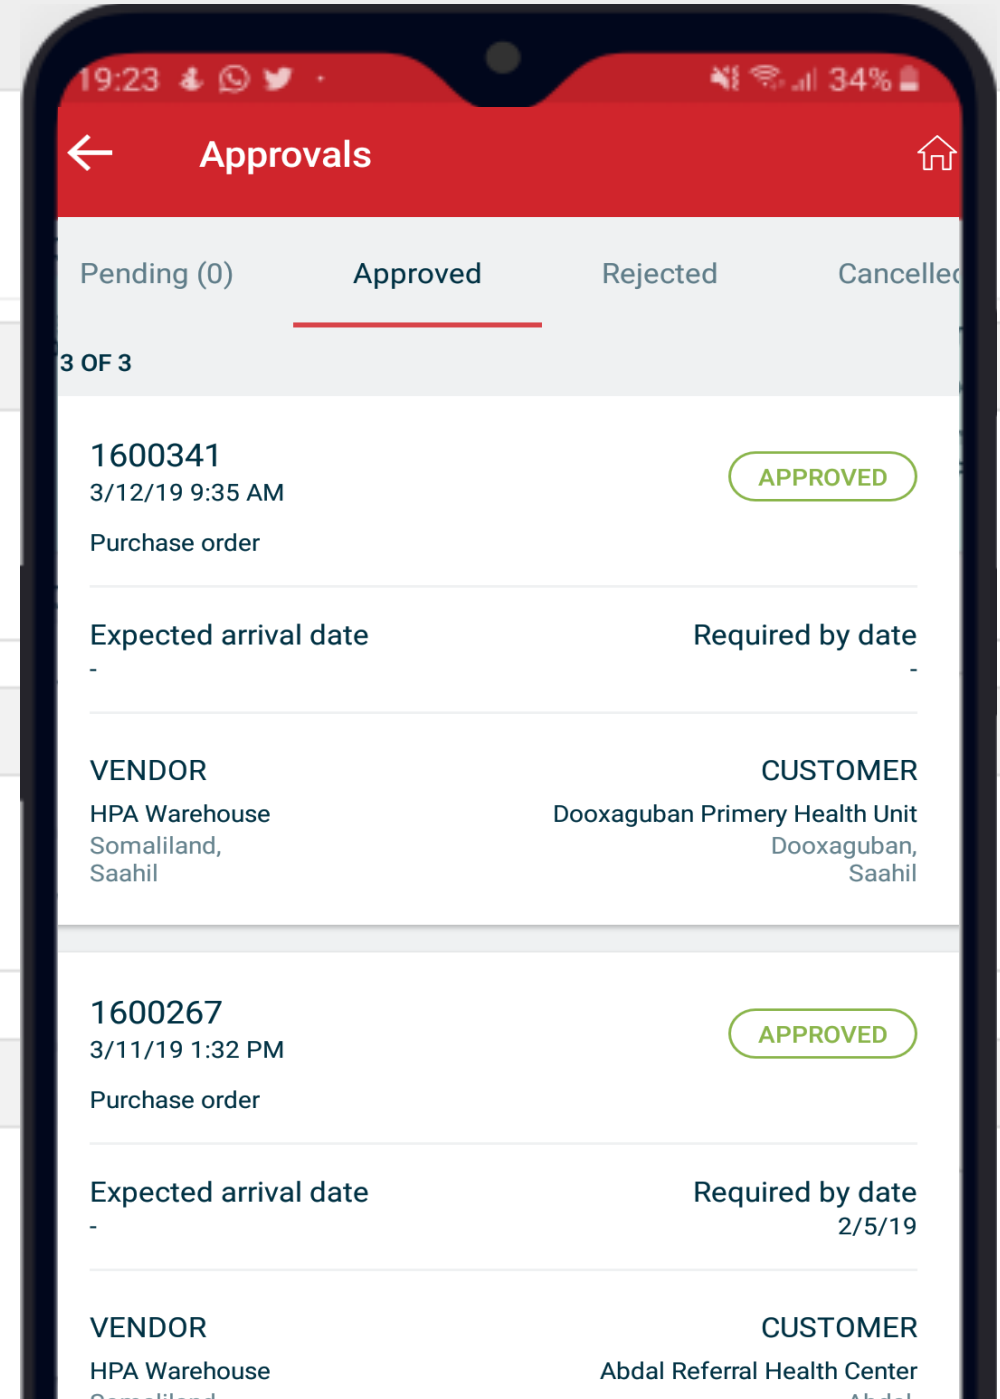 19:23 34%
Approvals
Pending (0) Approved Rejected Cancelled
3 OF 3
1600341
3/12/19 9:35 AM
APPROVED
Purchase order
Expected arrival date Required by date
- -
VENDOR CUSTOMER
HPA Warehouse Dooxaguban Primery Health Unit
Somaliland, Dooxaguban,
Saahil Saahil
1600267
3/11/19 1:32 PM
APPROVED
Purchase order
Expected arrival date Required by date
- 2/5/19
VENDOR CUSTOMER
HPA Warehouse Abdal Referral Health Center